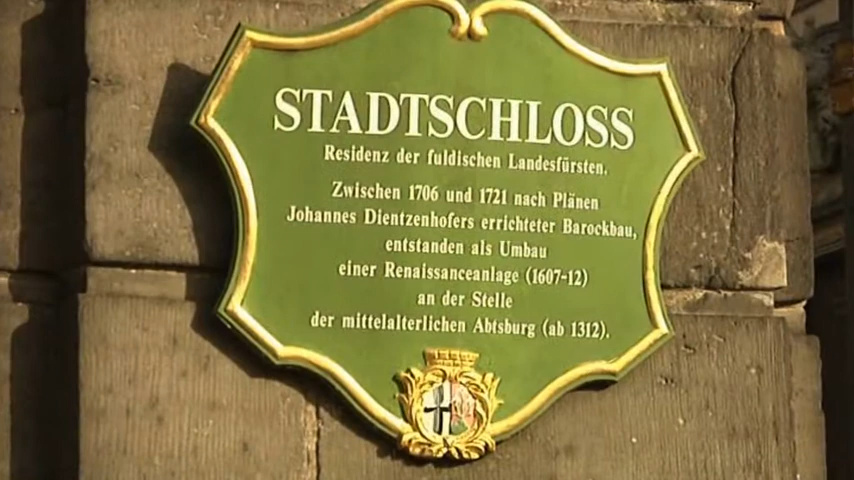 STADTSCHLOSS
Residenz der fuldischen Landesfürsten.
Zwischen 1706 und 1721 nach Plänen
Johannes Dientzenhofers errichteter Barockbau,
entstanden als Umbau
einer Renaissanceanlage (1607-12)
an der Stelle
der mittelalterlichen Abtsburg (ab 1312).